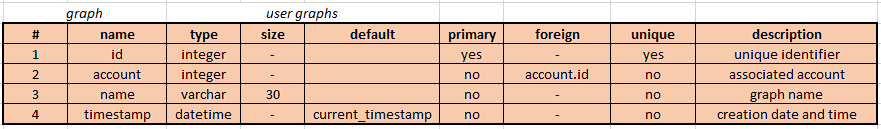 graph user graphs
# name type size default primary foreign unique description
1 id integer - yes - yes unique identifier
2 account integer - no account.id no associated account
3 name varchar 30 no - no graph name
4 timestamp datetime - current_timestamp no - no creation date and time